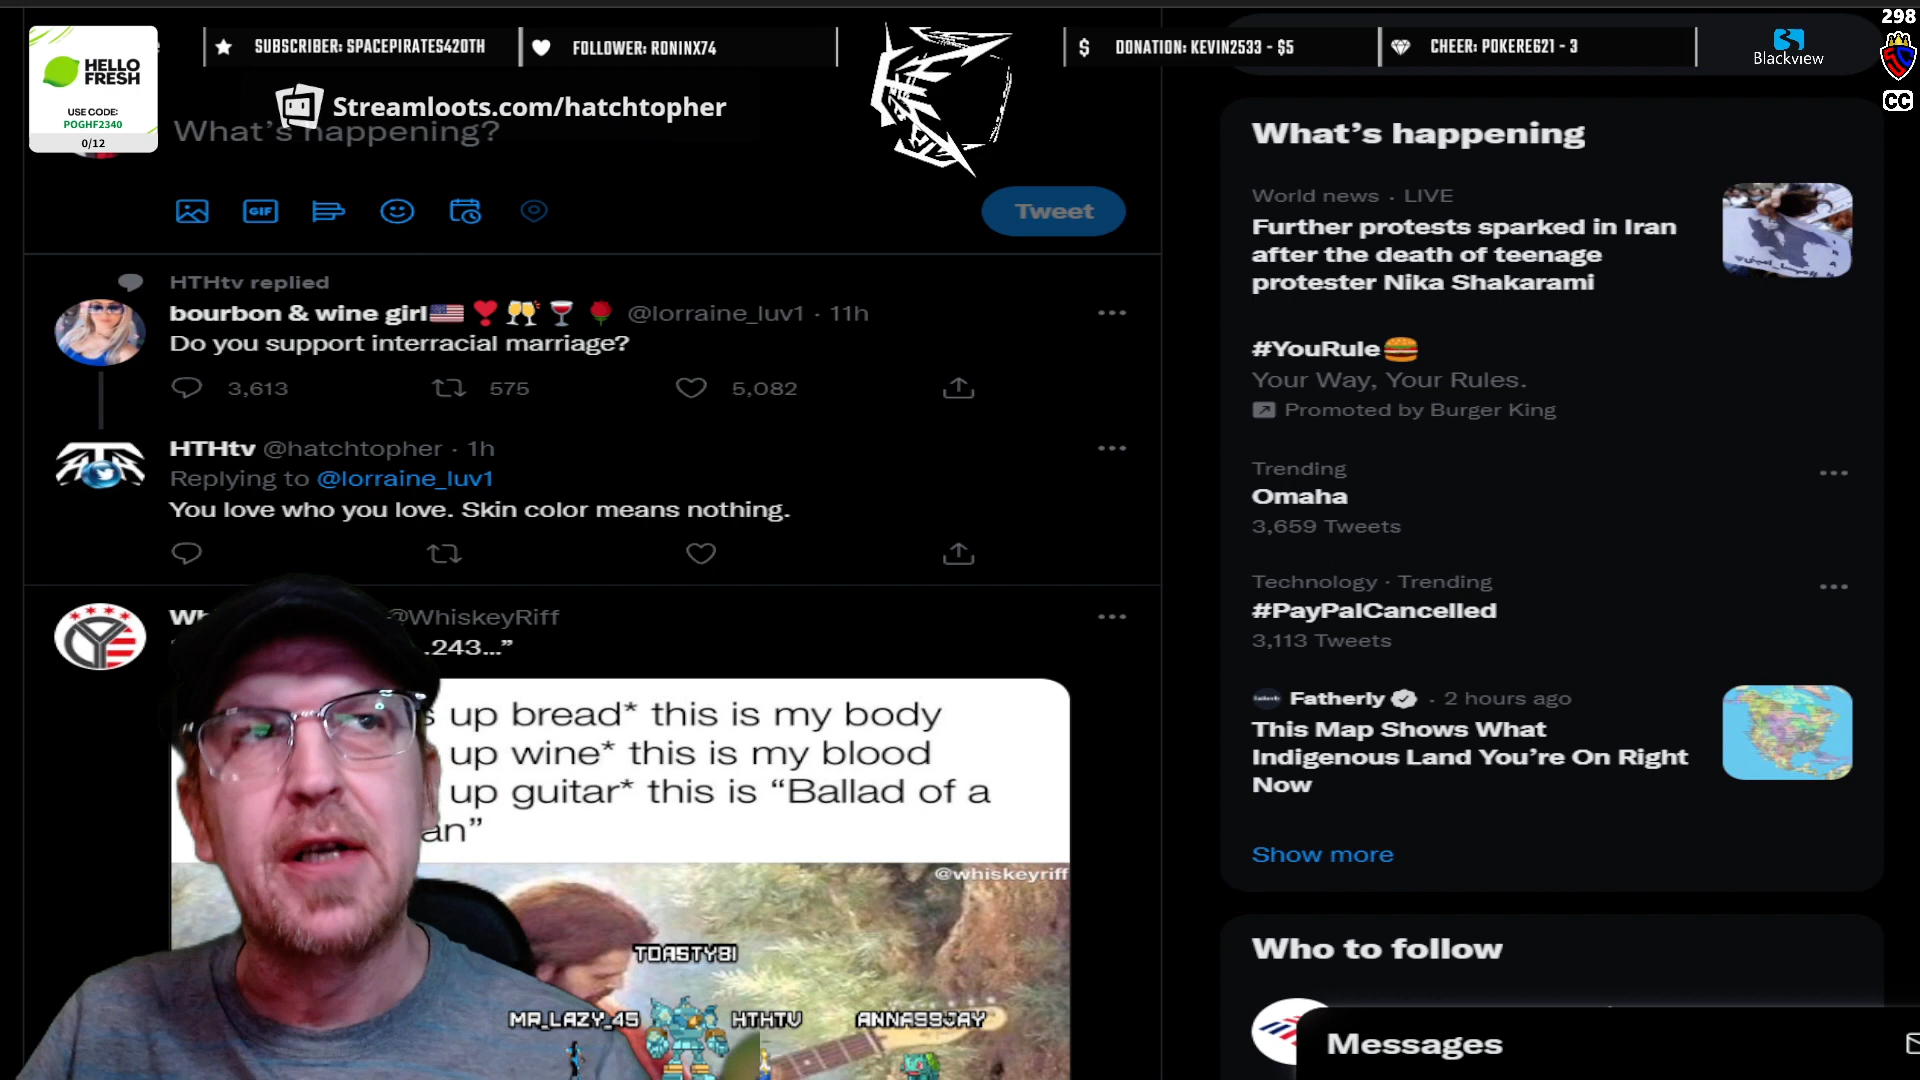 298
HELLO
FRESH
USE CODE:
POGHF2340
0/12
SUBSCRIBER: SPACEPIRATES420TH
FOLLOWER: RONINX74
DONATION: KEVIN2533 - $5
CHEER: POKERE621 - 3
Blackview
CC
Streamloots.com/hatchtopher
What's happening?
GIF
Tweet
HTHtv replied
bourbon & wine girl🇺🇸❣️🥂🍷🌹 @lorraine_luv1 · 11h
Do you support interracial marriage?
3,613 575 5,082
HTHtv @hatchtopher · 1h
Replying to @lorraine_luv1
You love who you love. Skin color means nothing.
@WhiskeyRiff
.243...”
up bread* this is my body
up wine* this is my blood
up guitar* this is “Ballad of a
an”
@whiskeyriff
TOASTY81
MR_LAZY_45 HTHTV ANNAS9JAY
What’s happening
World news · LIVE
Further protests sparked in Iran
after the death of teenage
protester Nika Shakarami
#YouRule🍔
Your Way, Your Rules.
Promoted by Burger King
Trending
Omaha
3,659 Tweets
Technology · Trending
#PayPalCancelled
3,113 Tweets
Fatherly · 2 hours ago
This Map Shows What
Indigenous Land You’re On Right
Now
Show more
Who to follow
Messages